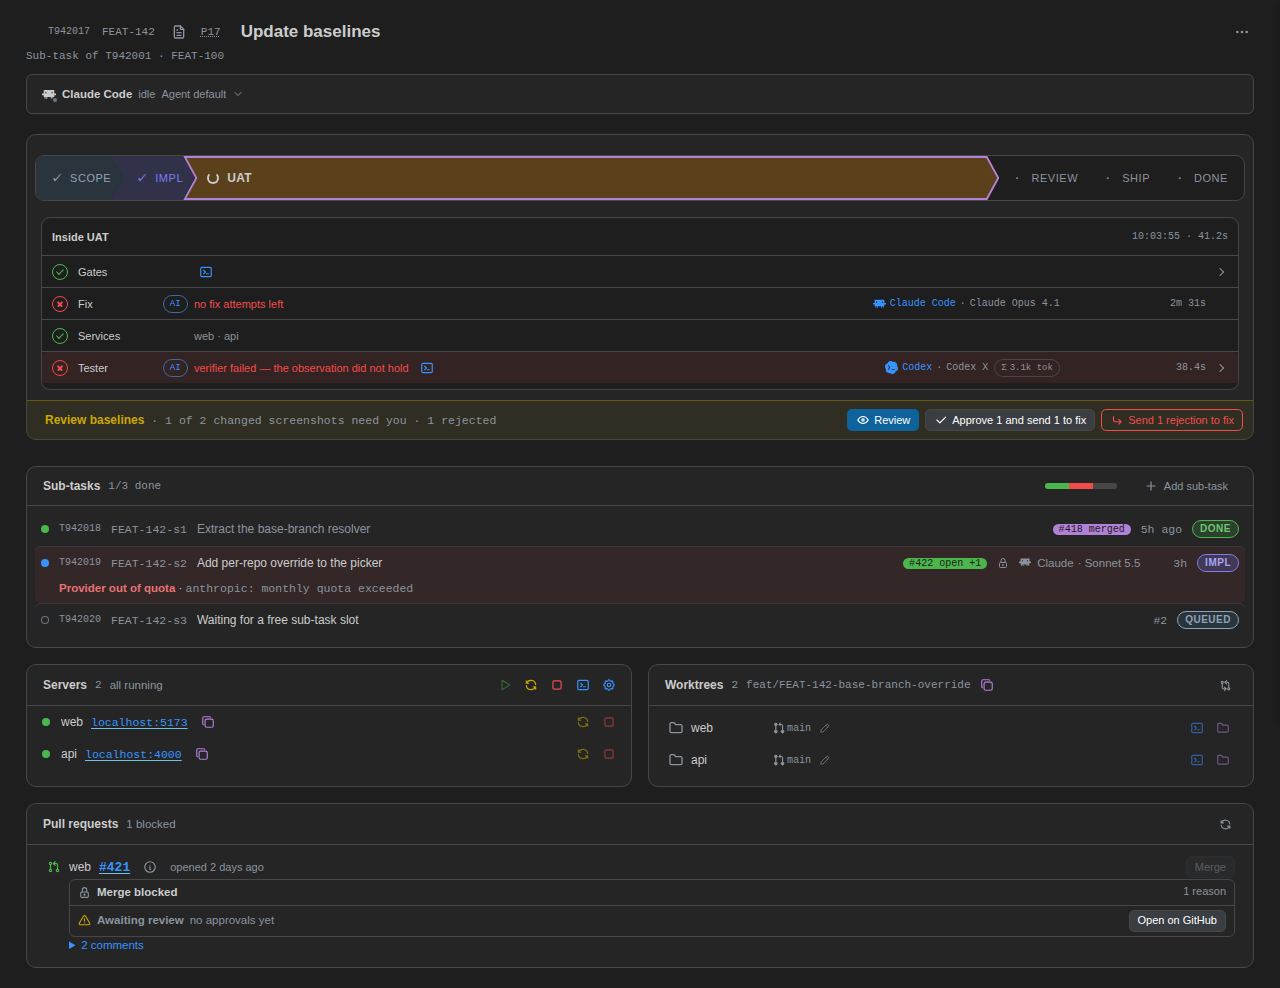 T942017 FEAT-142 P17 Update baselines
Sub-task of T942001 · FEAT-100
Claude Code idle Agent default
SCOPE IMPL UAT · REVIEW · SHIP · DONE
Inside UAT 10:03:55 · 41.2s
Gates
Fix AI no fix attempts left Claude Code · Claude Opus 4.1 2m 31s
Services web · api
Tester AI verifier failed — the observation did not hold Codex · Codex X Σ 3.1k tok 38.4s
Review baselines · 1 of 2 changed screenshots need you · 1 rejected Review Approve 1 and send 1 to fix Send 1 rejection to fix
Sub-tasks 1/3 done Add sub-task
T942018 FEAT-142-s1 Extract the base-branch resolver #418 merged 5h ago DONE
T942019 FEAT-142-s2 Add per-repo override to the picker #422 open +1 Claude · Sonnet 5.5 3h IMPL
Provider out of quota · anthropic: monthly quota exceeded
T942020 FEAT-142-s3 Waiting for a free sub-task slot #2 QUEUED
Servers 2 all running
web localhost:5173
api localhost:4000
Worktrees 2 feat/FEAT-142-base-branch-override
web main
api main
Pull requests 1 blocked
web #421 opened 2 days ago Merge
Merge blocked 1 reason
Awaiting review no approvals yet Open on GitHub
2 comments